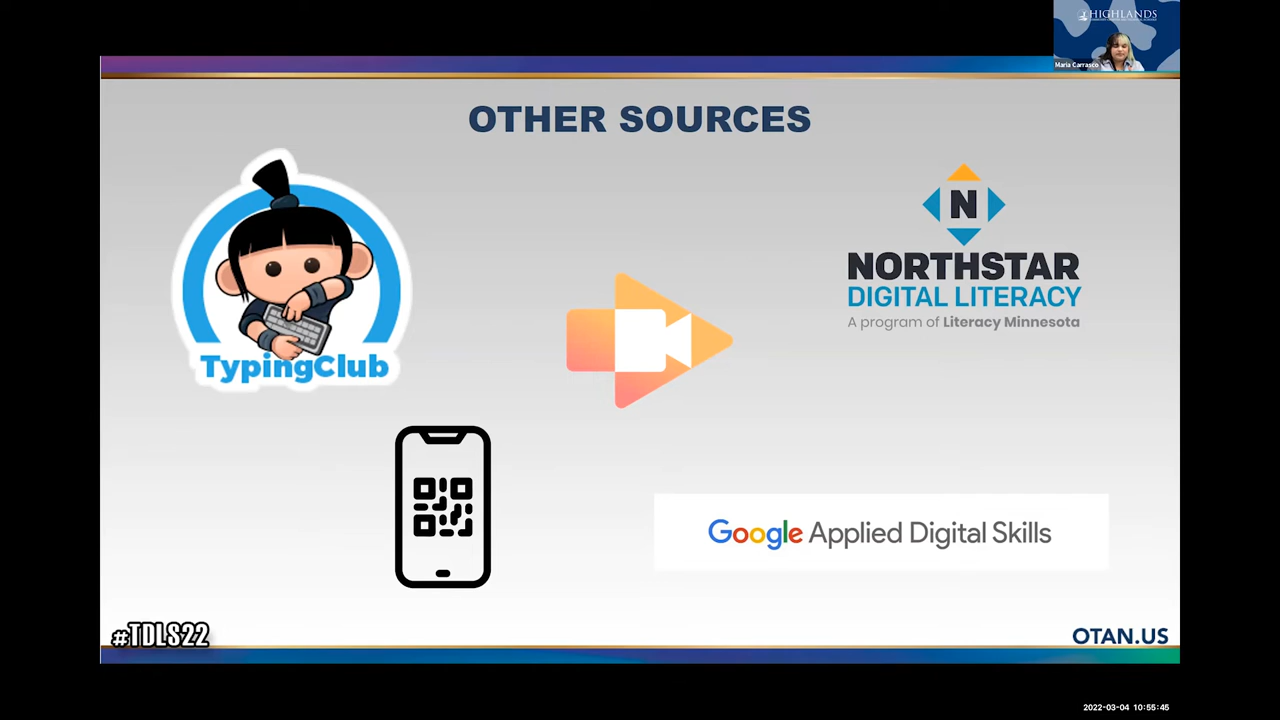 HIGHLANDS
Maria Carrasco
OTHER SOURCES
TypingClub
N
NORTHSTAR
DIGITAL LITERACY
A program of Literacy Minnesota
Google Applied Digital Skills
#TDLS22
OTAN.US
2022-03-04 10:55:45